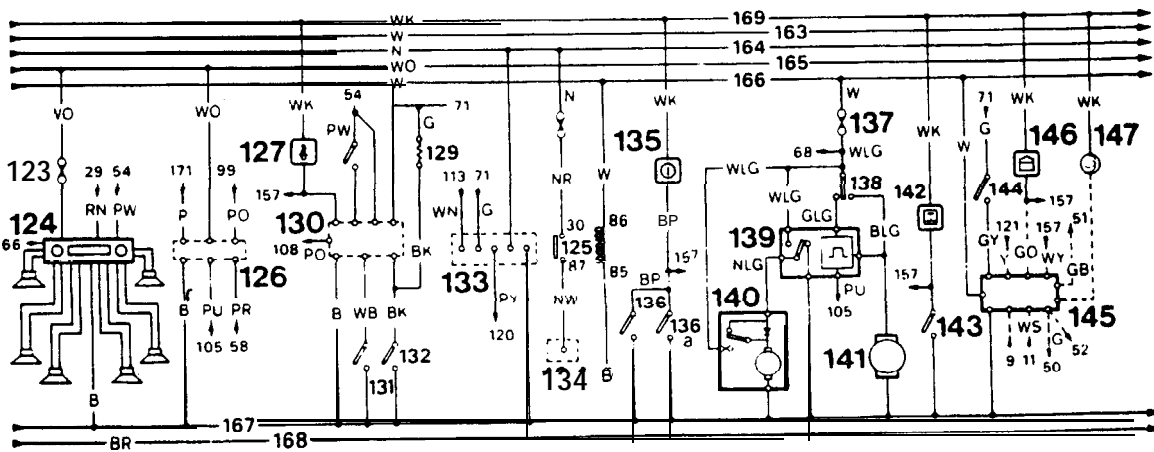 WK 169
W 163
N 164
WO 165
W 166
WO WO WK 54 71 N WK W WK 71 WK WK
123 29 54 171 99 127 PW G 129 135 137 142 G 146 147
RN PW P PO 157 113 71 NR W WLG 68 WLG W
124 66 130 WN G 30 B6 WLG 138 144 157
126 108 PO BK 133 125 BP GLG BLG 139 GY 121 GO 157 51
B PU PR B WB BK PY 87 B5 157 NLG 157 Y WY GB
105 58 120 NW BP 136 140 PU 105 143 WS 145
132 134 B 136 a 141 9 11 50 G 52
B 131
167
BR 168